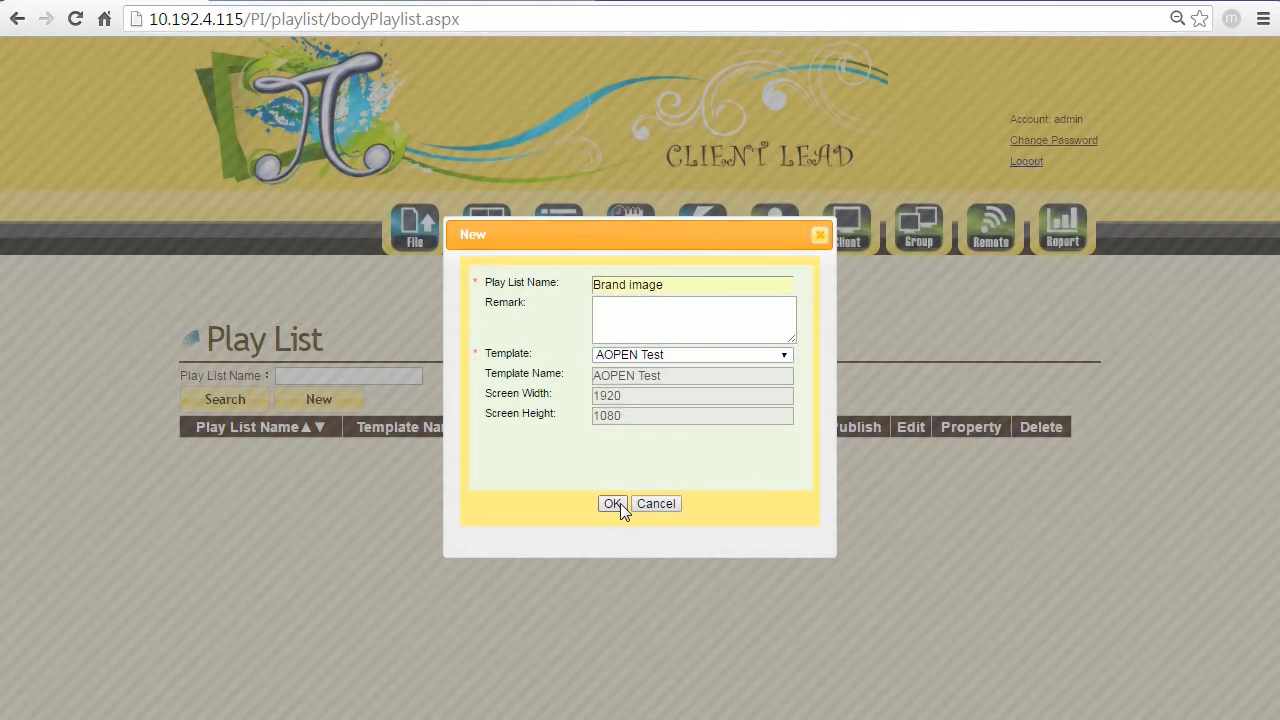 10.192.4.115/PI/playlist/bodyPlaylist.aspx
m
CLIENT LEAD
Account: admin
Change Password
Logout
File
Client
Group
Remote
Report
New
* Play List Name: Brand image
Remark:
* Template: AOPEN Test
Template Name: AOPEN Test
Screen Width: 1920
Screen Height: 1080
OK Cancel
Play List
Play List Name :
Search New
Play List Name▲▼ Template Nam Publish Edit Property Delete